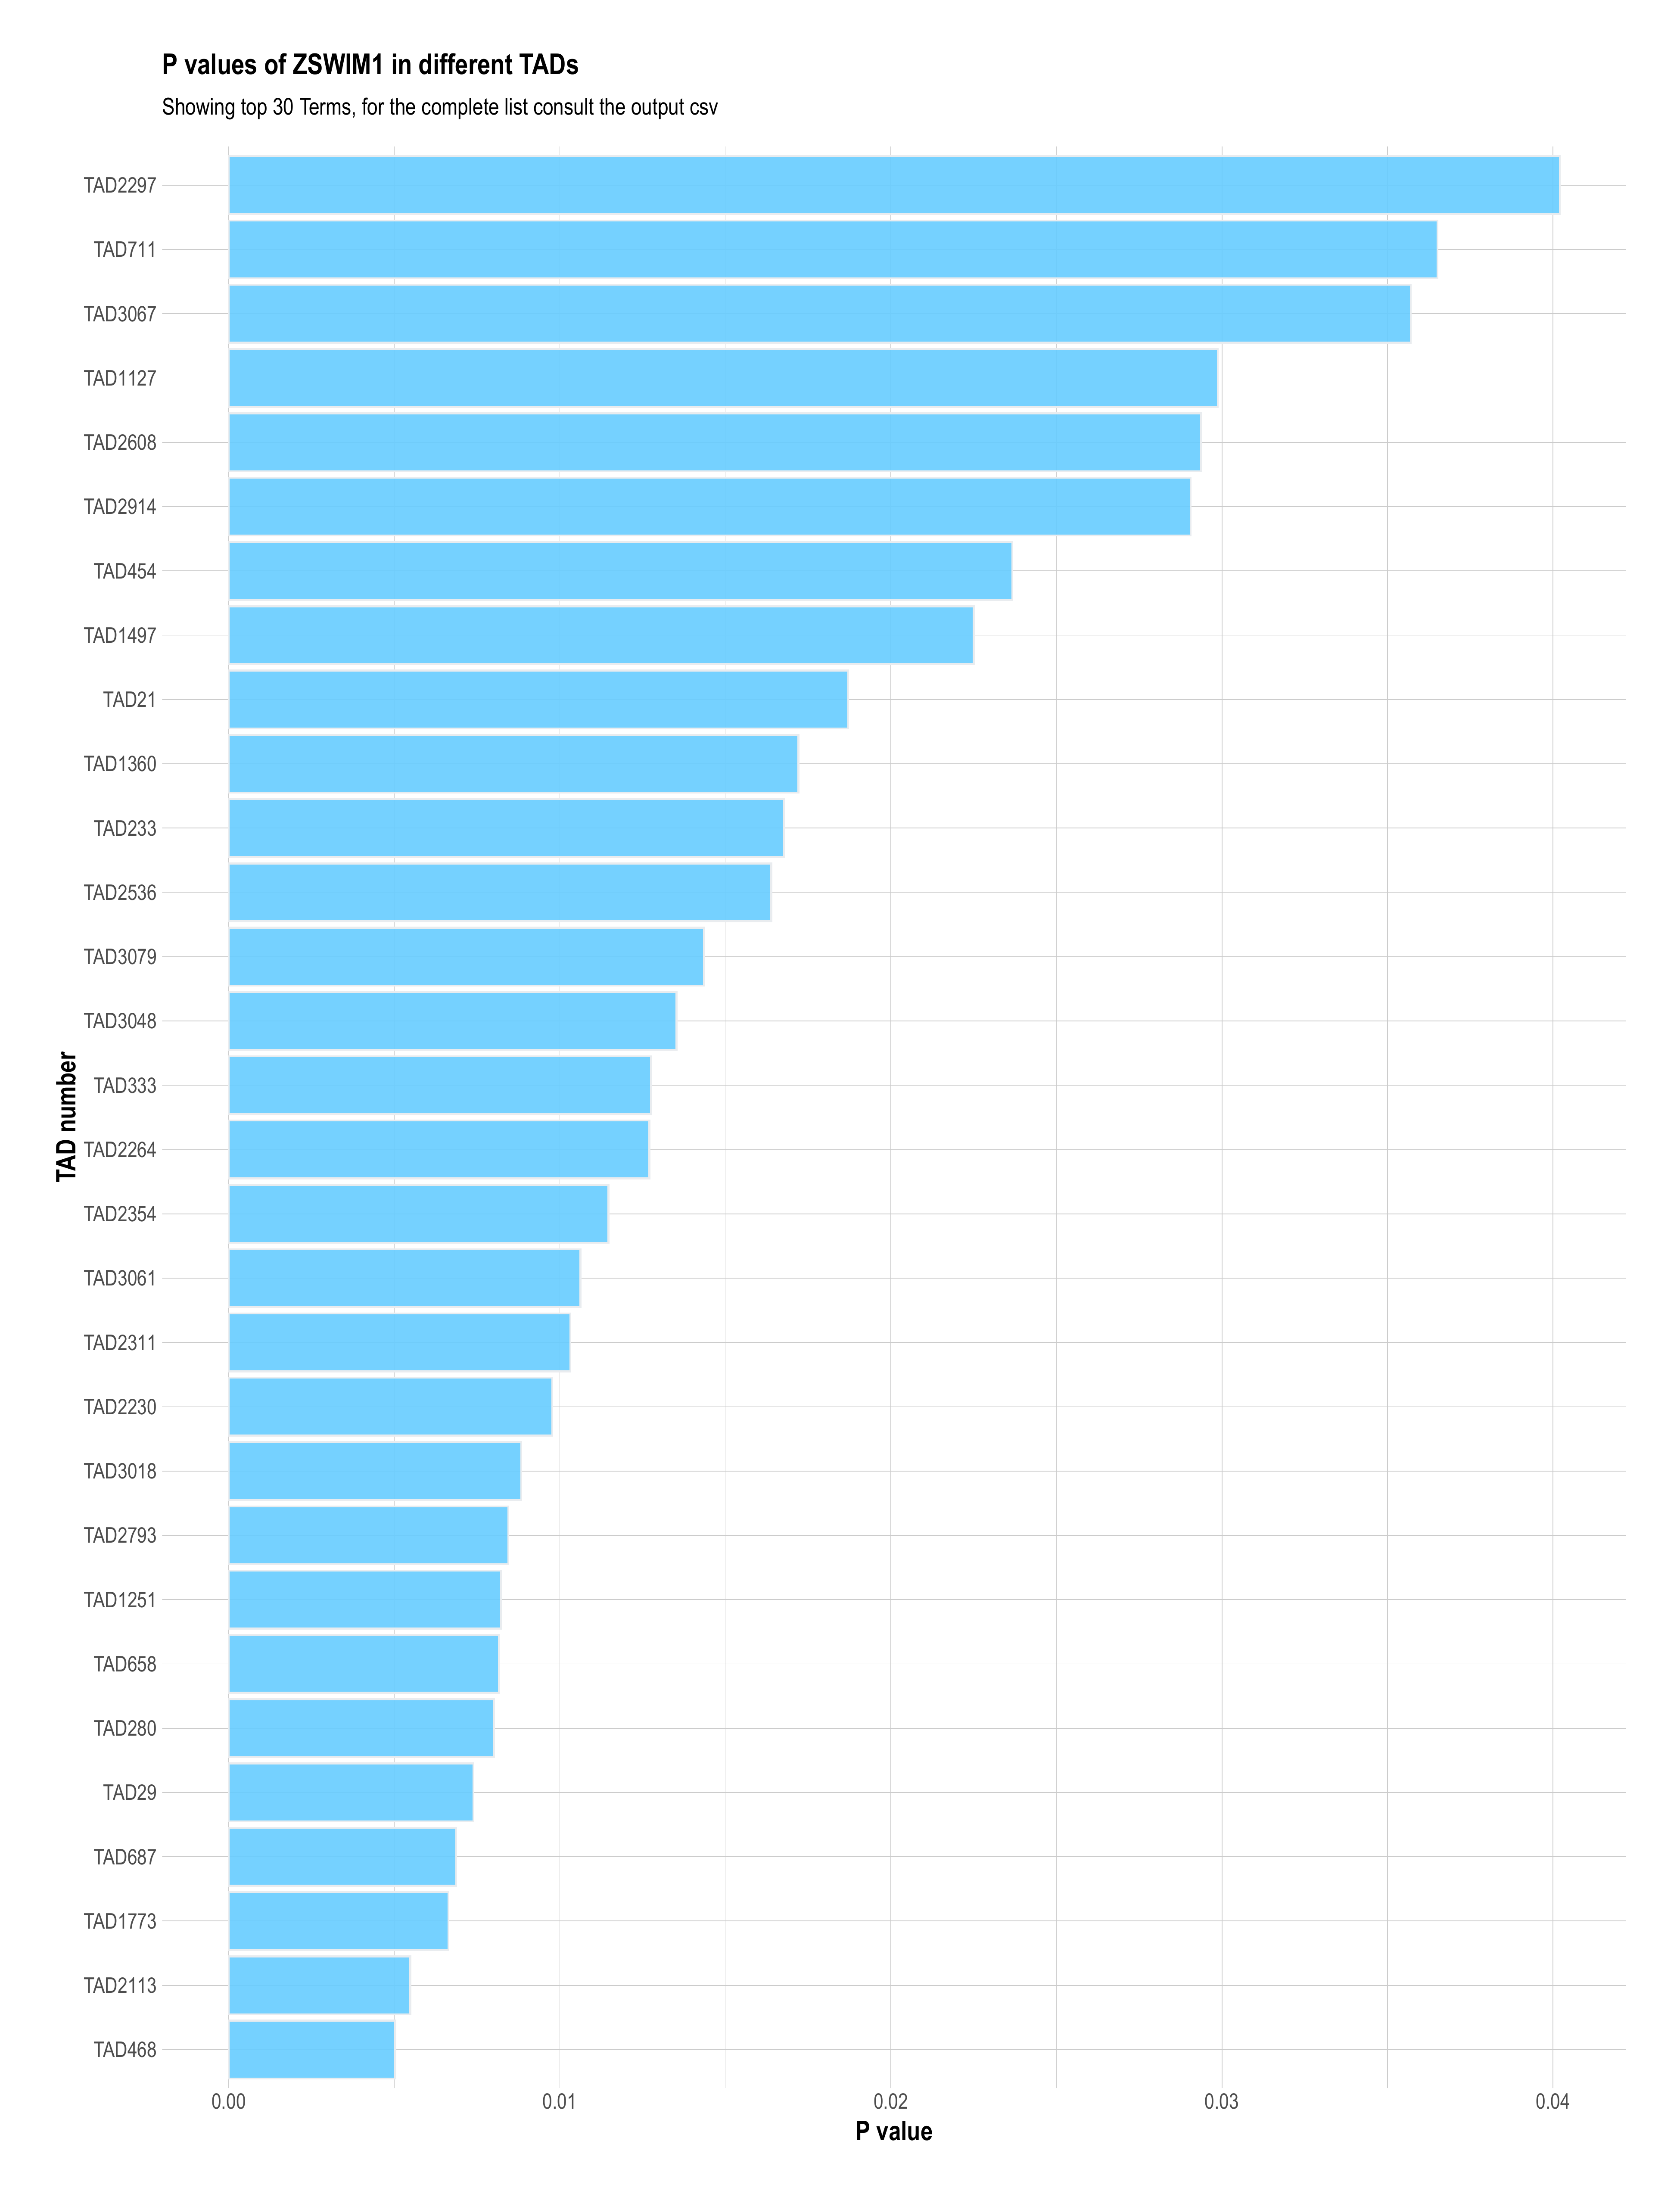 P values of ZSWIM1 in different TADs
Showing top 30 Terms, for the complete list consult the output csv
TAD2297
TAD711
TAD3067
TAD1127
TAD2608
TAD2914
TAD454
TAD1497
TAD21
TAD1360
TAD233
TAD2536
TAD3079
TAD3048
TAD333
TAD2264
TAD2354
TAD3061
TAD2311
TAD2230
TAD3018
TAD2793
TAD1251
TAD658
TAD280
TAD29
TAD687
TAD1773
TAD2113
TAD468
TAD number
0.00 0.01 0.02 0.03 0.04
P value